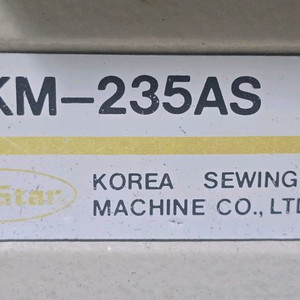 KM-235AS
Star
KOREA SEWING
MACHINE CO., LTD